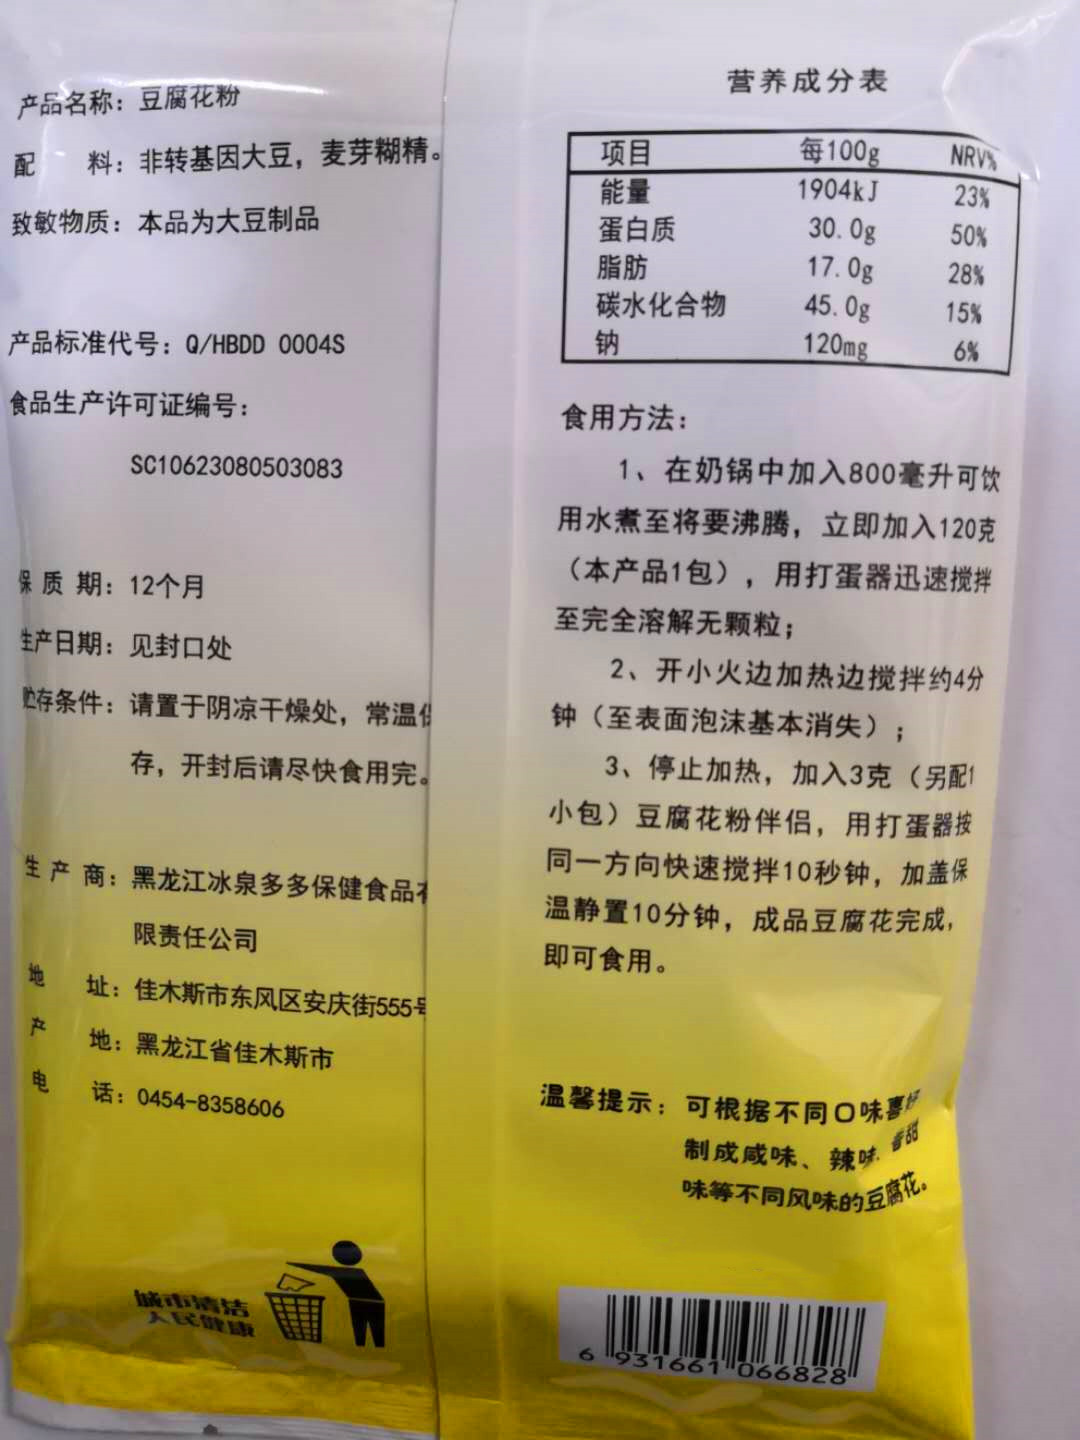 产品名称：豆腐花粉
配　　料：非转基因大豆，麦芽糊精。
致敏物质：本品为大豆制品
产品标准代号：Q/HBDD 0004S
食品生产许可证编号：
SC10623080503083
保 质 期：12个月
生产日期：见封口处
贮存条件：请置于阴凉干燥处，常温保
存，开封后请尽快食用完。
生 产 商：黑龙江冰泉多多保健食品有
限责任公司
地　　址：佳木斯市东风区安庆街555号
产　　地：黑龙江省佳木斯市
电　　话：0454-8358606
城市清洁
人民健康
营养成分表
项目 每100g NRV%
能量 1904kJ 23%
蛋白质 30.0g 50%
脂肪 17.0g 28%
碳水化合物 45.0g 15%
钠 120mg 6%
食用方法：
1、在奶锅中加入800毫升可饮
用水煮至将要沸腾，立即加入120克
（本产品1包），用打蛋器迅速搅拌
至完全溶解无颗粒；
2、开小火边加热边搅拌约4分
钟（至表面泡沫基本消失）；
3、停止加热，加入3克（另配1
小包）豆腐花粉伴侣，用打蛋器按
同一方向快速搅拌10秒钟，加盖保
温静置10分钟，成品豆腐花完成，
即可食用。
温馨提示：可根据不同口味喜好
制成咸味、辣味、香甜
味等不同风味的豆腐花。
6 931661 066828